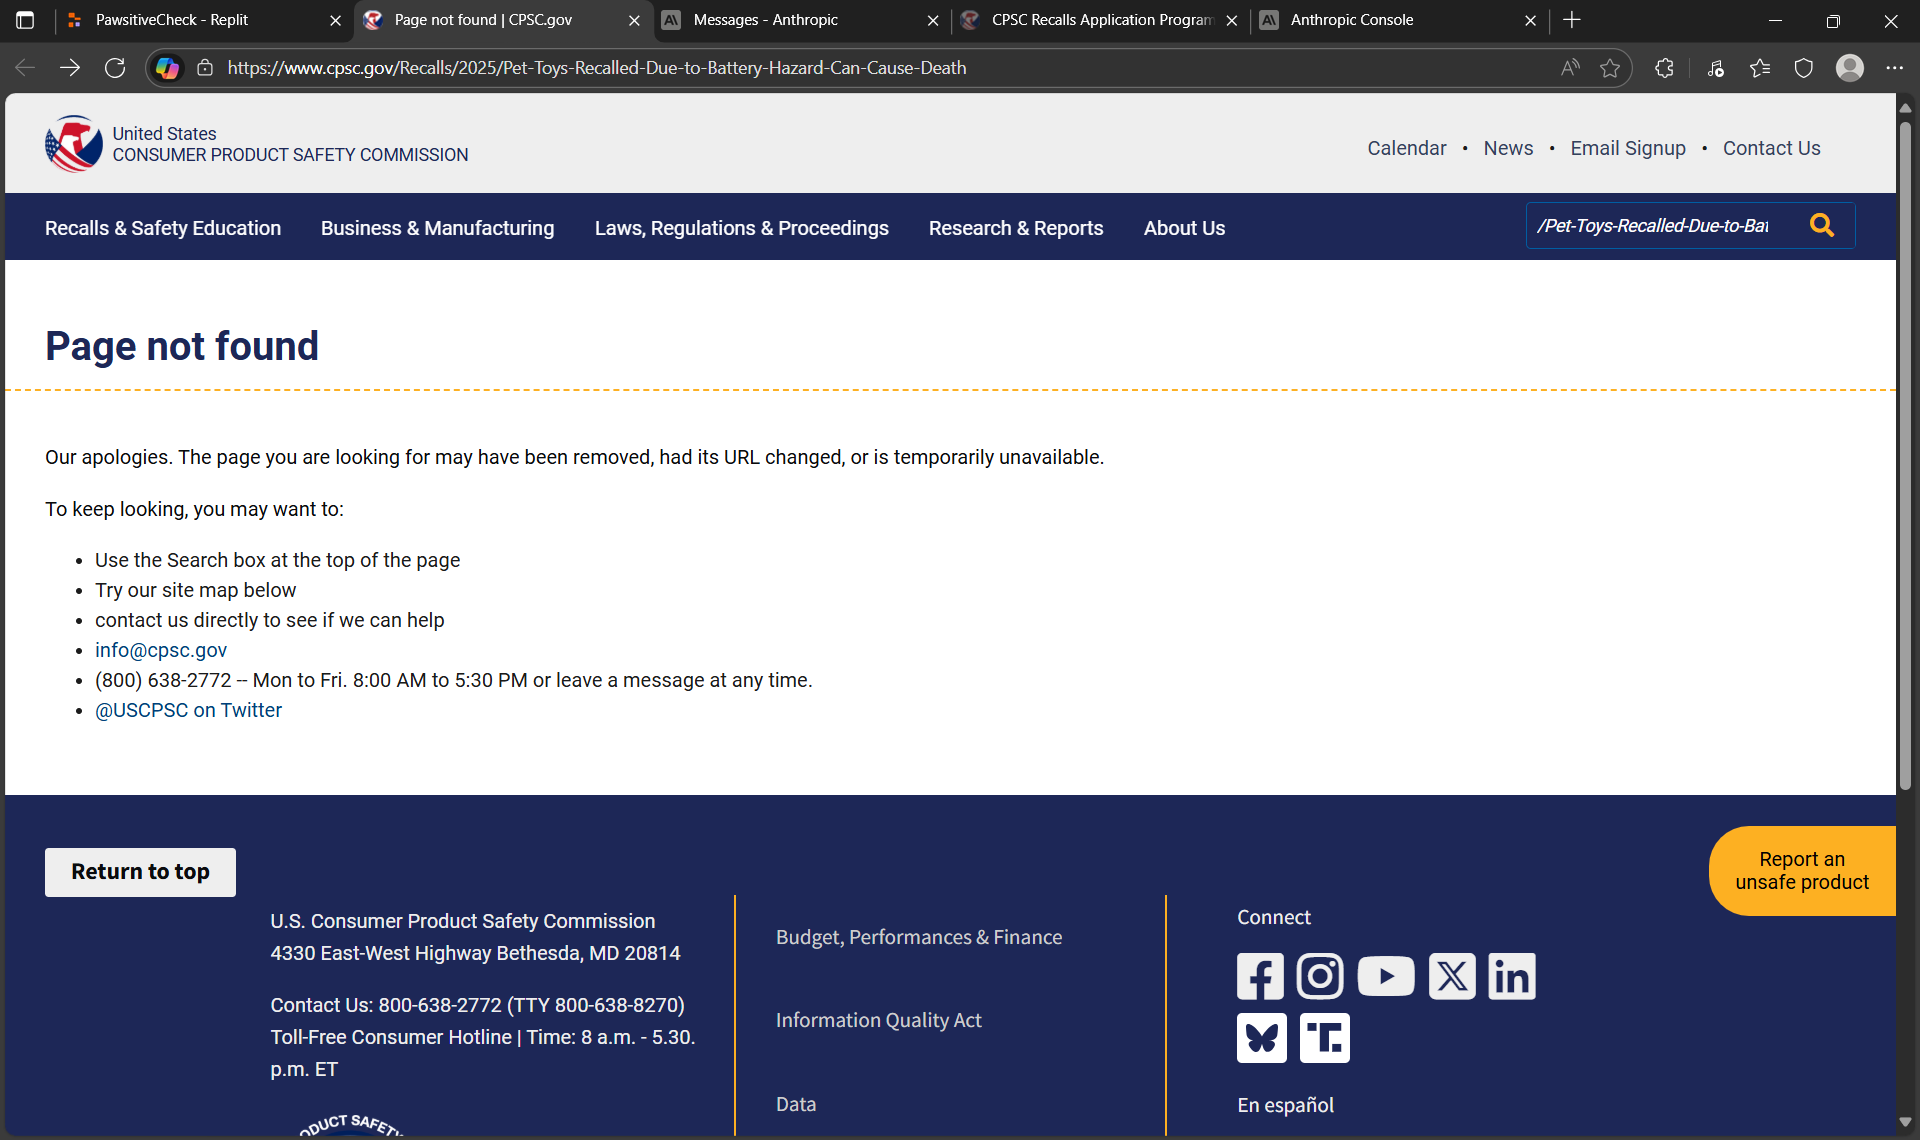 PawsitiveCheck - Replit
Page not found | CPSC.gov
Messages - Anthropic
CPSC Recalls Application Program
Anthropic Console
https://www.cpsc.gov/Recalls/2025/Pet-Toys-Recalled-Due-to-Battery-Hazard-Can-Cause-Death
United States
CONSUMER PRODUCT SAFETY COMMISSION
Calendar • News • Email Signup • Contact Us
Recalls & Safety Education
Business & Manufacturing
Laws, Regulations & Proceedings
Research & Reports
About Us
/Pet-Toys-Recalled-Due-to-Bat
Page not found
Our apologies. The page you are looking for may have been removed, had its URL changed, or is temporarily unavailable.
To keep looking, you may want to:
• Use the Search box at the top of the page
• Try our site map below
• contact us directly to see if we can help
• info@cpsc.gov
• (800) 638-2772 -- Mon to Fri. 8:00 AM to 5:30 PM or leave a message at any time.
• @USCPSC on Twitter
Return to top
Report an
unsafe product
U.S. Consumer Product Safety Commission
4330 East-West Highway Bethesda, MD 20814
Contact Us: 800-638-2772 (TTY 800-638-8270)
Toll-Free Consumer Hotline | Time: 8 a.m. - 5.30.
p.m. ET
Budget, Performances & Finance
Information Quality Act
Data
Connect
En español